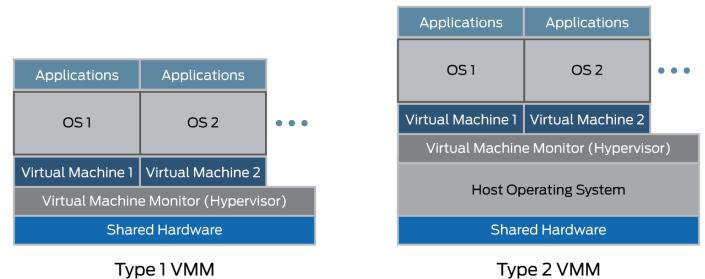 Applications Applications
OS 1 OS 2
Virtual Machine 1 Virtual Machine 2
Virtual Machine Monitor (Hypervisor)
Shared Hardware
Type 1 VMM
Applications Applications
OS 1 OS 2
Virtual Machine 1 Virtual Machine 2
Virtual Machine Monitor (Hypervisor)
Host Operating System
Shared Hardware
Type 2 VMM